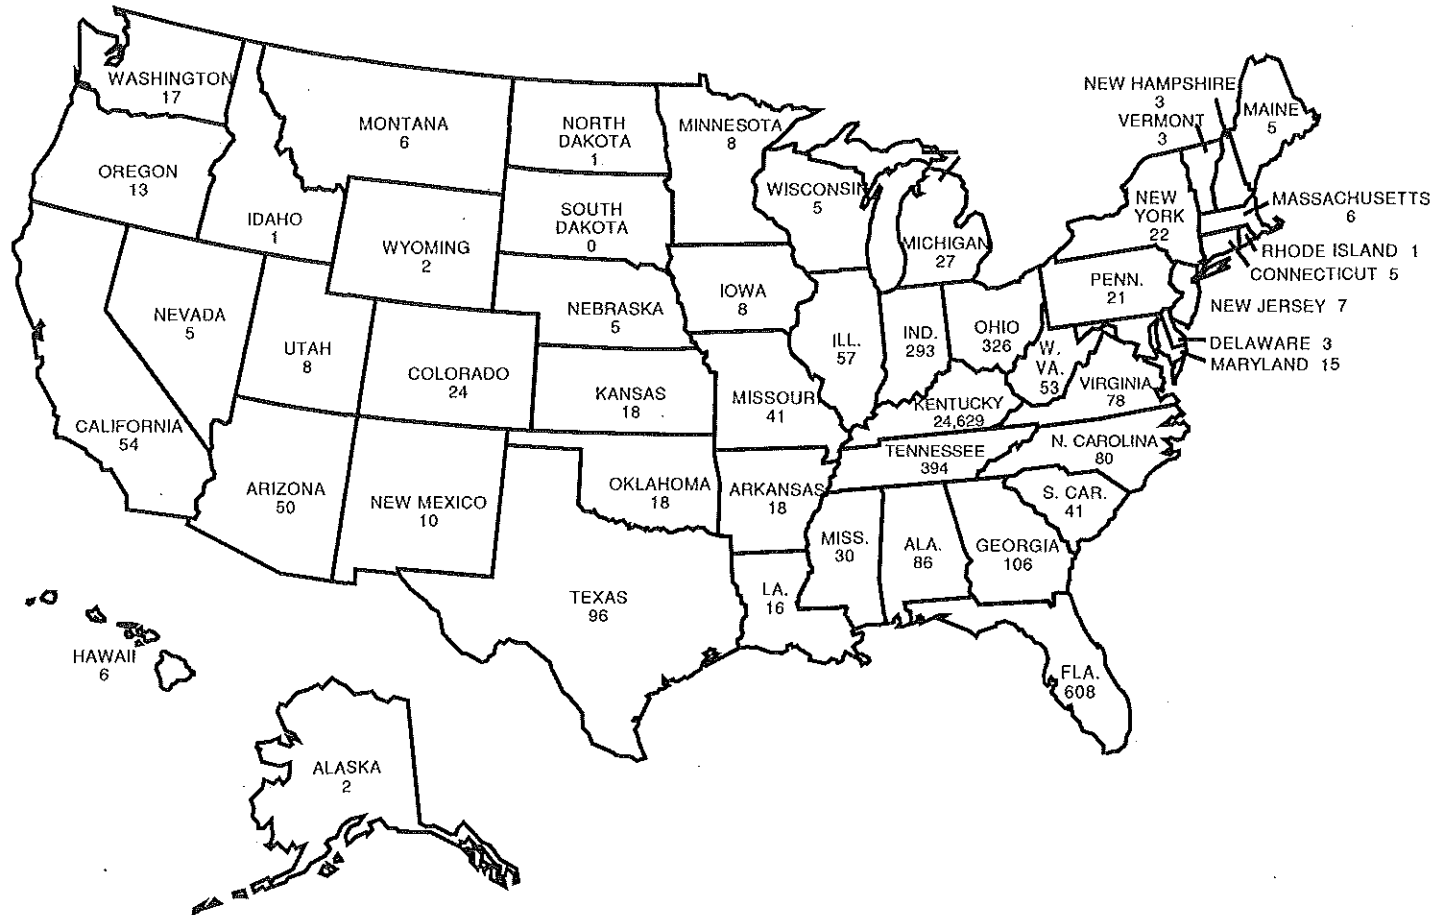 WASHINGTON
17
OREGON
13
CALIFORNIA
54
IDAHO
1
NEVADA
5
MONTANA
6
WYOMING
2
UTAH
8
COLORADO
24
ARIZONA
50
NEW MEXICO
10
NORTH
DAKOTA
1
SOUTH
DAKOTA
0
NEBRASKA
5
KANSAS
18
OKLAHOMA
18
TEXAS
96
MINNESOTA
8
IOWA
8
MISSOURI
41
ARKANSAS
18
LA.
16
WISCONSIN
5
ILL.
57
MICHIGAN
27
IND.
293
OHIO
326
KENTUCKY
24,629
TENNESSEE
394
MISS.
30
ALA.
86
GEORGIA
106
FLA.
608
S. CAR.
41
N. CAROLINA
80
VIRGINIA
78
W.
VA.
53
PENN.
21
NEW
YORK
22
NEW HAMPSHIRE
3
VERMONT
3
MAINE
5
MASSACHUSETTS
6
RHODE ISLAND 1
CONNECTICUT 5
NEW JERSEY 7
DELAWARE 3
MARYLAND 15
HAWAII
6
ALASKA
2